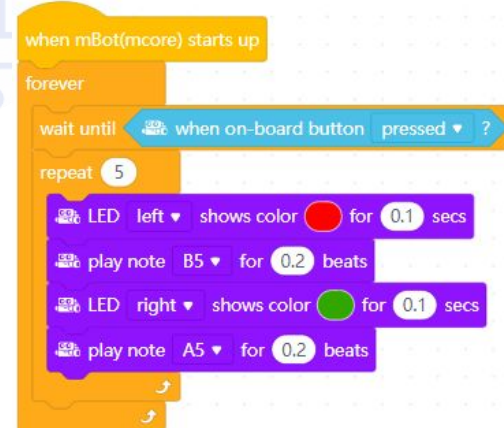 when mBot(mcore) starts up
forever
wait until when on-board button pressed ?
repeat 5
LED left shows color for 0.1 secs
play note B5 for 0.2 beats
LED right shows color for 0.1 secs
play note A5 for 0.2 beats